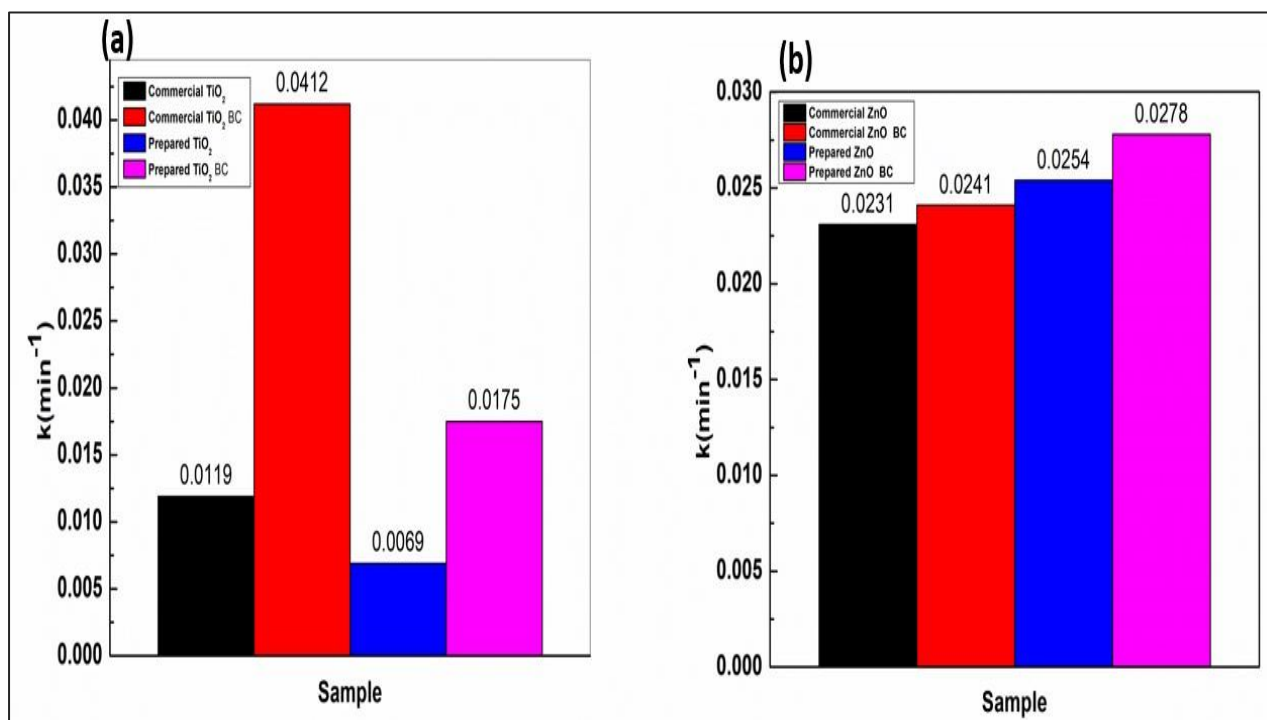 (a)
Commercial TiO₂
Commercial TiO₂ BC
Prepared TiO₂
Prepared TiO₂ BC
0.0412
0.0175
0.0119
0.0069
0.040
0.035
0.030
0.025
0.020
0.015
0.010
0.005
0.000
k(min⁻¹)
Sample
(b)
Commercial ZnO
Commercial ZnO BC
Prepared ZnO
Prepared ZnO BC
0.0278
0.0254
0.0241
0.0231
0.030
0.025
0.020
0.015
0.010
0.005
0.000
k(min⁻¹)
Sample